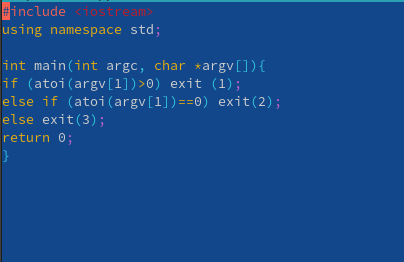 #include <iostream>
using namespace std;

int main(int argc, char *argv[]){
if (atoi(argv[1])>0) exit (1);
else if (atoi(argv[1])==0) exit(2);
else exit(3);
return 0;
}